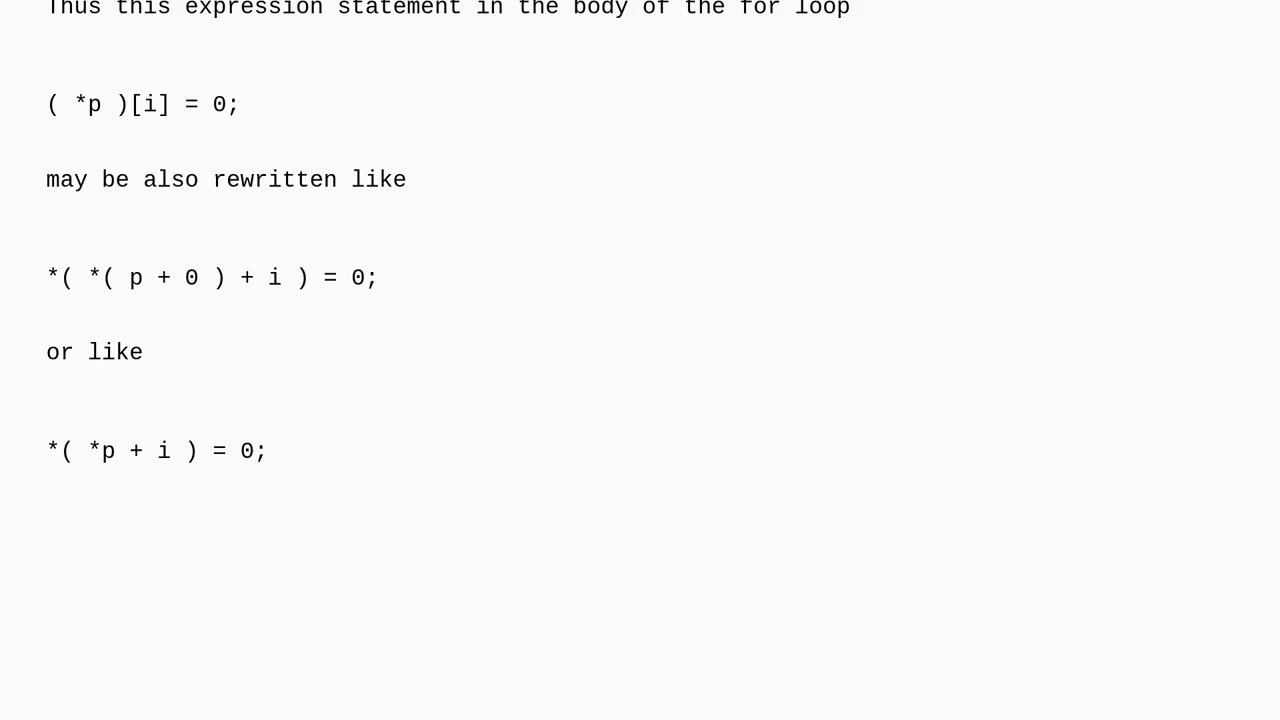 Thus this expression statement in the body of the for loop
( *p )[i] = 0;
may be also rewritten like
*( *( p + 0 ) + i ) = 0;
or like
*( *p + i ) = 0;